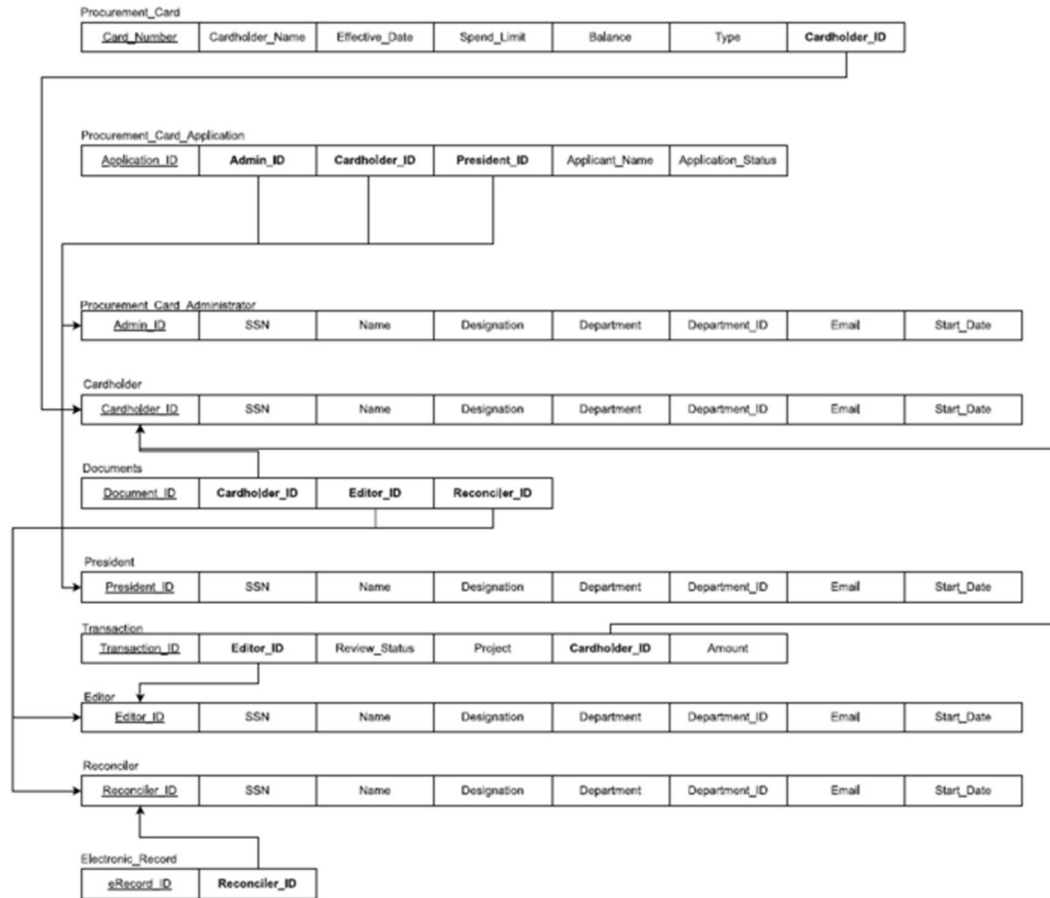 Procurement_Card
Card_Number Cardholder_Name Effective_Date Spend_Limit Balance Type Cardholder_ID
Procurement_Card_Application
Application_ID Admin_ID Cardholder_ID President_ID Applicant_Name Application_Status
Procurement_Card_Administrator
Admin_ID SSN Name Designation Department Department_ID Email Start_Date
Cardholder
Cardholder_ID SSN Name Designation Department Department_ID Email Start_Date
Documents
Document_ID Cardholder_ID Editor_ID Reconciler_ID
President
President_ID SSN Name Designation Department Department_ID Email Start_Date
Transaction
Transaction_ID Editor_ID Review_Status Project Cardholder_ID Amount
Editor
Editor_ID SSN Name Designation Department Department_ID Email Start_Date
Reconciler
Reconciler_ID SSN Name Designation Department Department_ID Email Start_Date
Electronic_Record
eRecord_ID Reconciler_ID